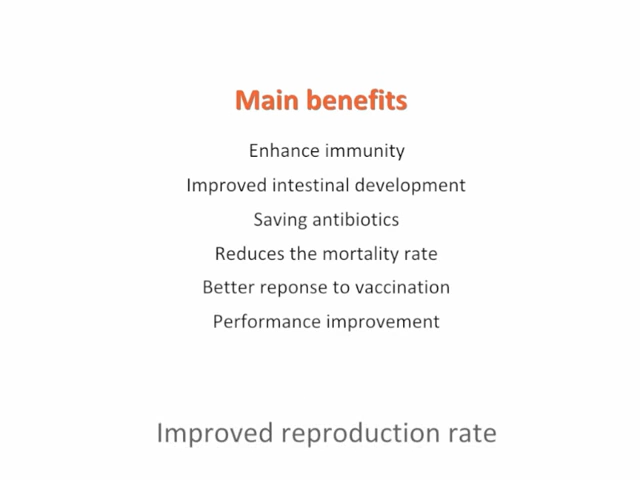 Main benefits
Enhance immunity
Improved intestinal development
Saving antibiotics
Reduces the mortality rate
Better reponse to vaccination
Performance improvement
Improved reproduction rate